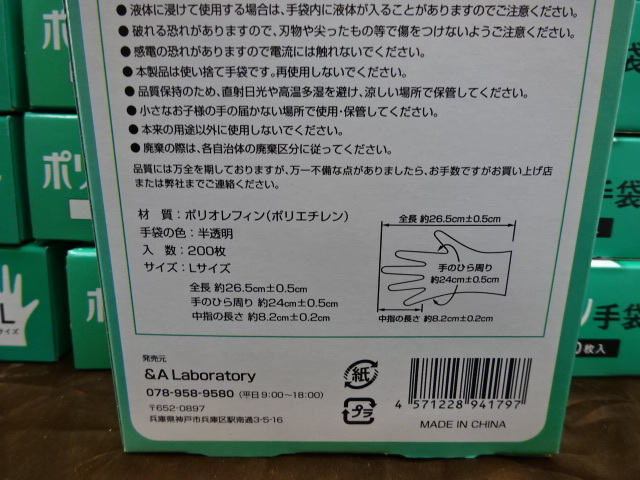 ●液体に浸けて使用する場合は、手袋内に液体が入ることがありますのでご注意ください。
●破れる恐れがありますので、刃物や尖ったもの等で傷をつけないようご注意ください。
●感電の恐れがありますので電流には触れないでください。
●本製品は使い捨て手袋です。再使用しないでください。
●品質保持のため、直射日光や高温多湿を避け、涼しい場所で保管してください。
●小さなお子様の手の届かない場所で使用・保管してください。
●本来の用途以外に使用しないでください。
●廃棄の際は、各自治体の廃棄区分に従ってください。
品質には万全を期しておりますが、万一不備な点がありましたら、お手数ですがお買い上げ店
または弊社までご連絡ください。
材 質：ポリオレフィン(ポリエチレン)
手袋の色：半透明
入 数：200枚
サイズ：Lサイズ
全長 約26.5cm±0.5cm
手のひら周り 約24cm±0.5cm
中指の長さ 約8.2cm±0.2cm
全長 約26.5cm±0.5cm
手のひら周り
約24cm±0.5cm
中指の長さ 約8.2cm±0.2cm
発売元
&A Laboratory
078-958-9580 (平日9:00~18:00)
〒652-0897
兵庫県神戸市兵庫区駅南通3-5-16
紙
プラ
4 571228 941797
MADE IN CHINA
ポリ
L
サイズ
手袋
手袋
枚入